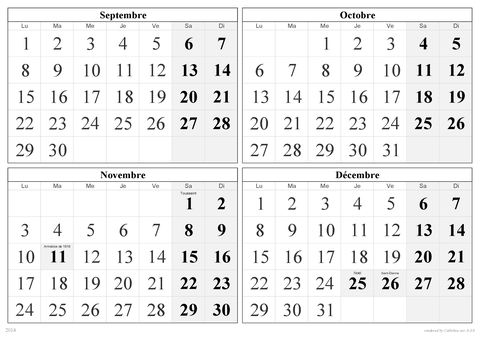 Septembre
Lu Ma Me Je Ve Sa Di
1 2 3 4 5 6 7
8 9 10 11 12 13 14
15 16 17 18 19 20 21
22 23 24 25 26 27 28
29 30
Octobre
Lu Ma Me Je Ve Sa Di
1 2 3 4 5
6 7 8 9 10 11 12
13 14 15 16 17 18 19
20 21 22 23 24 25 26
27 28 29 30 31
Novembre
Lu Ma Me Je Ve Sa Di
Toussaint
1 2
3 4 5 6 7 8 9
Armistice de 1918
10 11 12 13 14 15 16
17 18 19 20 21 22 23
24 25 26 27 28 29 30
Décembre
Lu Ma Me Je Ve Sa Di
1 2 3 4 5 6 7
8 9 10 11 12 13 14
15 16 17 18 19 20 21
Noël Saint-Étienne
22 23 24 25 26 27 28
29 30 31
2014